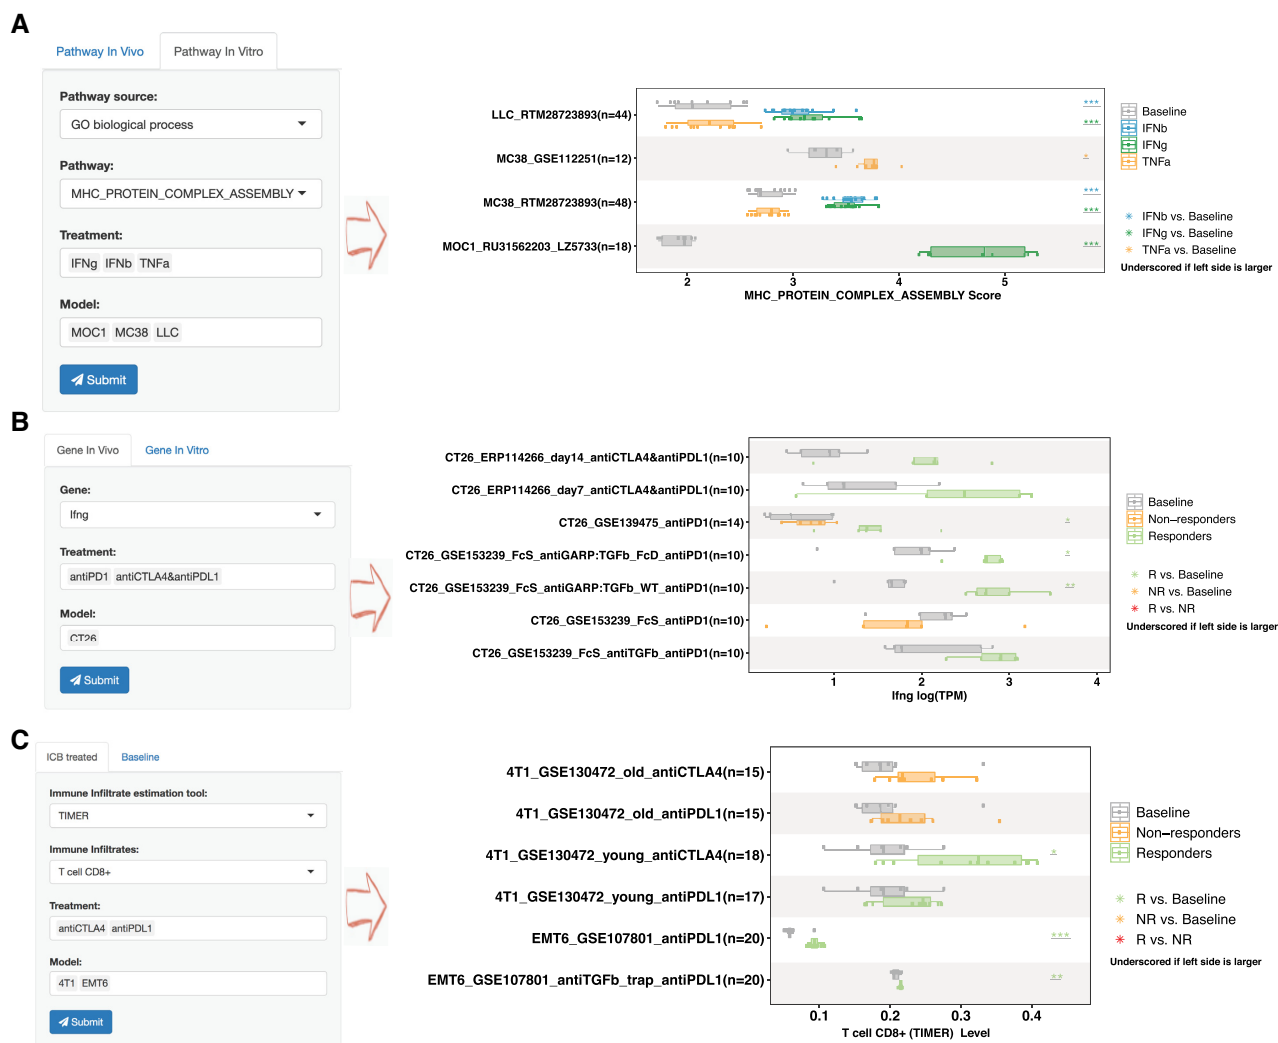 A
Pathway In Vivo
Pathway In Vitro
Pathway source:
GO biological process
Pathway:
MHC_PROTEIN_COMPLEX_ASSEMBLY
Treatment:
IFNg IFNb TNFa
Model:
MOC1 MC38 LLC
Submit
LLC_RTM28723893(n=44)
MC38_GSE112251(n=12)
MC38_RTM28723893(n=48)
MOC1_RU31562203_LZ5733(n=18)
***
***
*
***
***
***
2 3 4 5
MHC_PROTEIN_COMPLEX_ASSEMBLY Score
Baseline
IFNb
IFNg
TNFa
* IFNb vs. Baseline
* IFNg vs. Baseline
* TNFa vs. Baseline
Underscored if left side is larger
B
Gene In Vivo
Gene In Vitro
Gene:
Ifng
Treatment:
antiPD1 antiCTLA4&antiPDL1
Model:
CT26
Submit
CT26_ERP114266_day14_antiCTLA4&antiPDL1(n=10)
CT26_ERP114266_day7_antiCTLA4&antiPDL1(n=10)
CT26_GSE139475_antiPD1(n=14)
CT26_GSE153239_FcS_antiGARP:TGFb_FcD_antiPD1(n=10)
CT26_GSE153239_FcS_antiGARP:TGFb_WT_antiPD1(n=10)
CT26_GSE153239_FcS_antiPD1(n=10)
CT26_GSE153239_FcS_antiTGFb_antiPD1(n=10)
*
*
**
1 2 3 4
Ifng log(TPM)
Baseline
Non-responders
Responders
* R vs. Baseline
* NR vs. Baseline
* R vs. NR
Underscored if left side is larger
C
ICB treated
Baseline
Immune Infiltrate estimation tool:
TIMER
Immune Infiltrates:
T cell CD8+
Treatment:
antiCTLA4 antiPDL1
Model:
4T1 EMT6
Submit
4T1_GSE130472_old_antiCTLA4(n=15)
4T1_GSE130472_old_antiPDL1(n=15)
4T1_GSE130472_young_antiCTLA4(n=18)
4T1_GSE130472_young_antiPDL1(n=17)
EMT6_GSE107801_antiPDL1(n=20)
EMT6_GSE107801_antiTGFb_trap_antiPDL1(n=20)
*
***
**
0.1 0.2 0.3 0.4
T cell CD8+ (TIMER) Level
Baseline
Non-responders
Responders
* R vs. Baseline
* NR vs. Baseline
* R vs. NR
Underscored if left side is larger